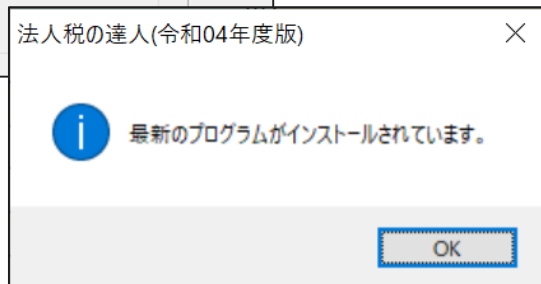 法人税の達人(令和04年度版)
最新のプログラムがインストールされています。
OK